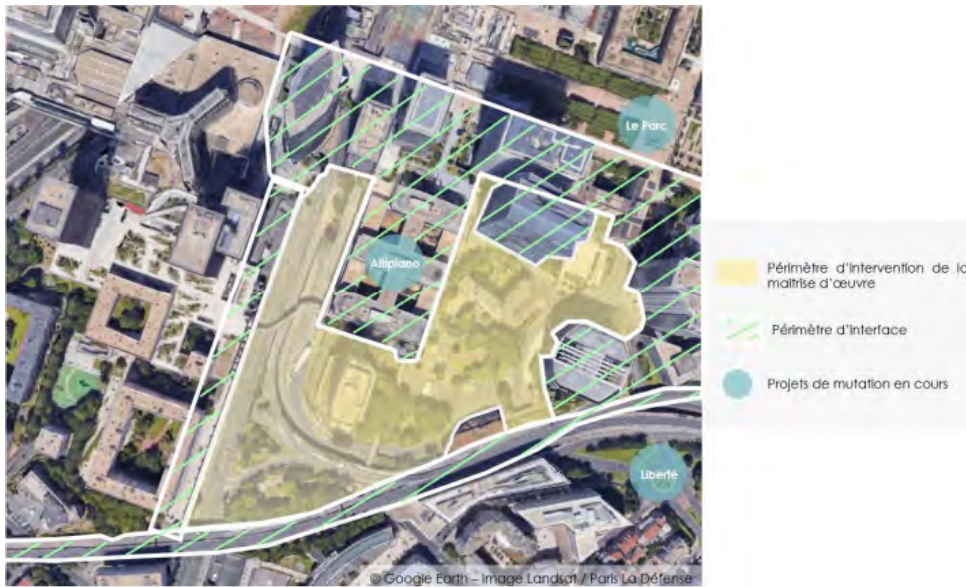 Le Parc
Altiplano
Périmètre d'intervention de la
maîtrise d'œuvre
Périmètre d'interface
Projets de mutation en cours
Liberté
© Google Earth – Image Landsat / Paris La Défense